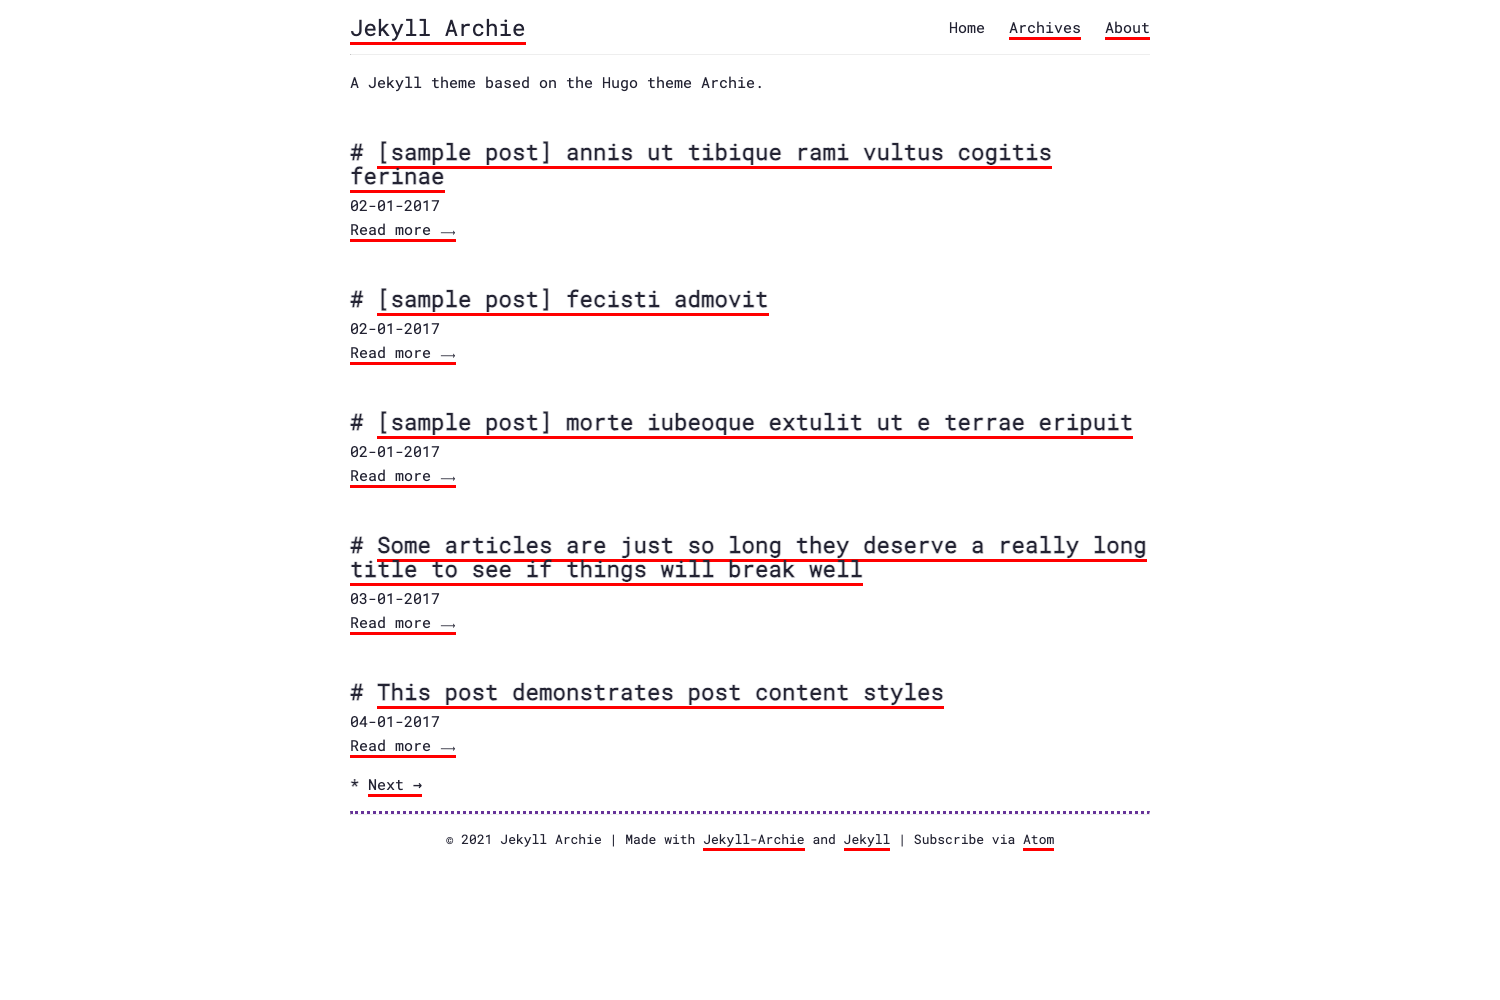 Jekyll Archie
Home Archives About
A Jekyll theme based on the Hugo theme Archie.
# [sample post] annis ut tibique rami vultus cogitis
ferinae
02-01-2017
Read more ⟶
# [sample post] fecisti admovit
02-01-2017
Read more ⟶
# [sample post] morte iubeoque extulit ut e terrae eripuit
02-01-2017
Read more ⟶
# Some articles are just so long they deserve a really long
title to see if things will break well
03-01-2017
Read more ⟶
# This post demonstrates post content styles
04-01-2017
Read more ⟶
* Next →
© 2021 Jekyll Archie | Made with Jekyll-Archie and Jekyll | Subscribe via Atom